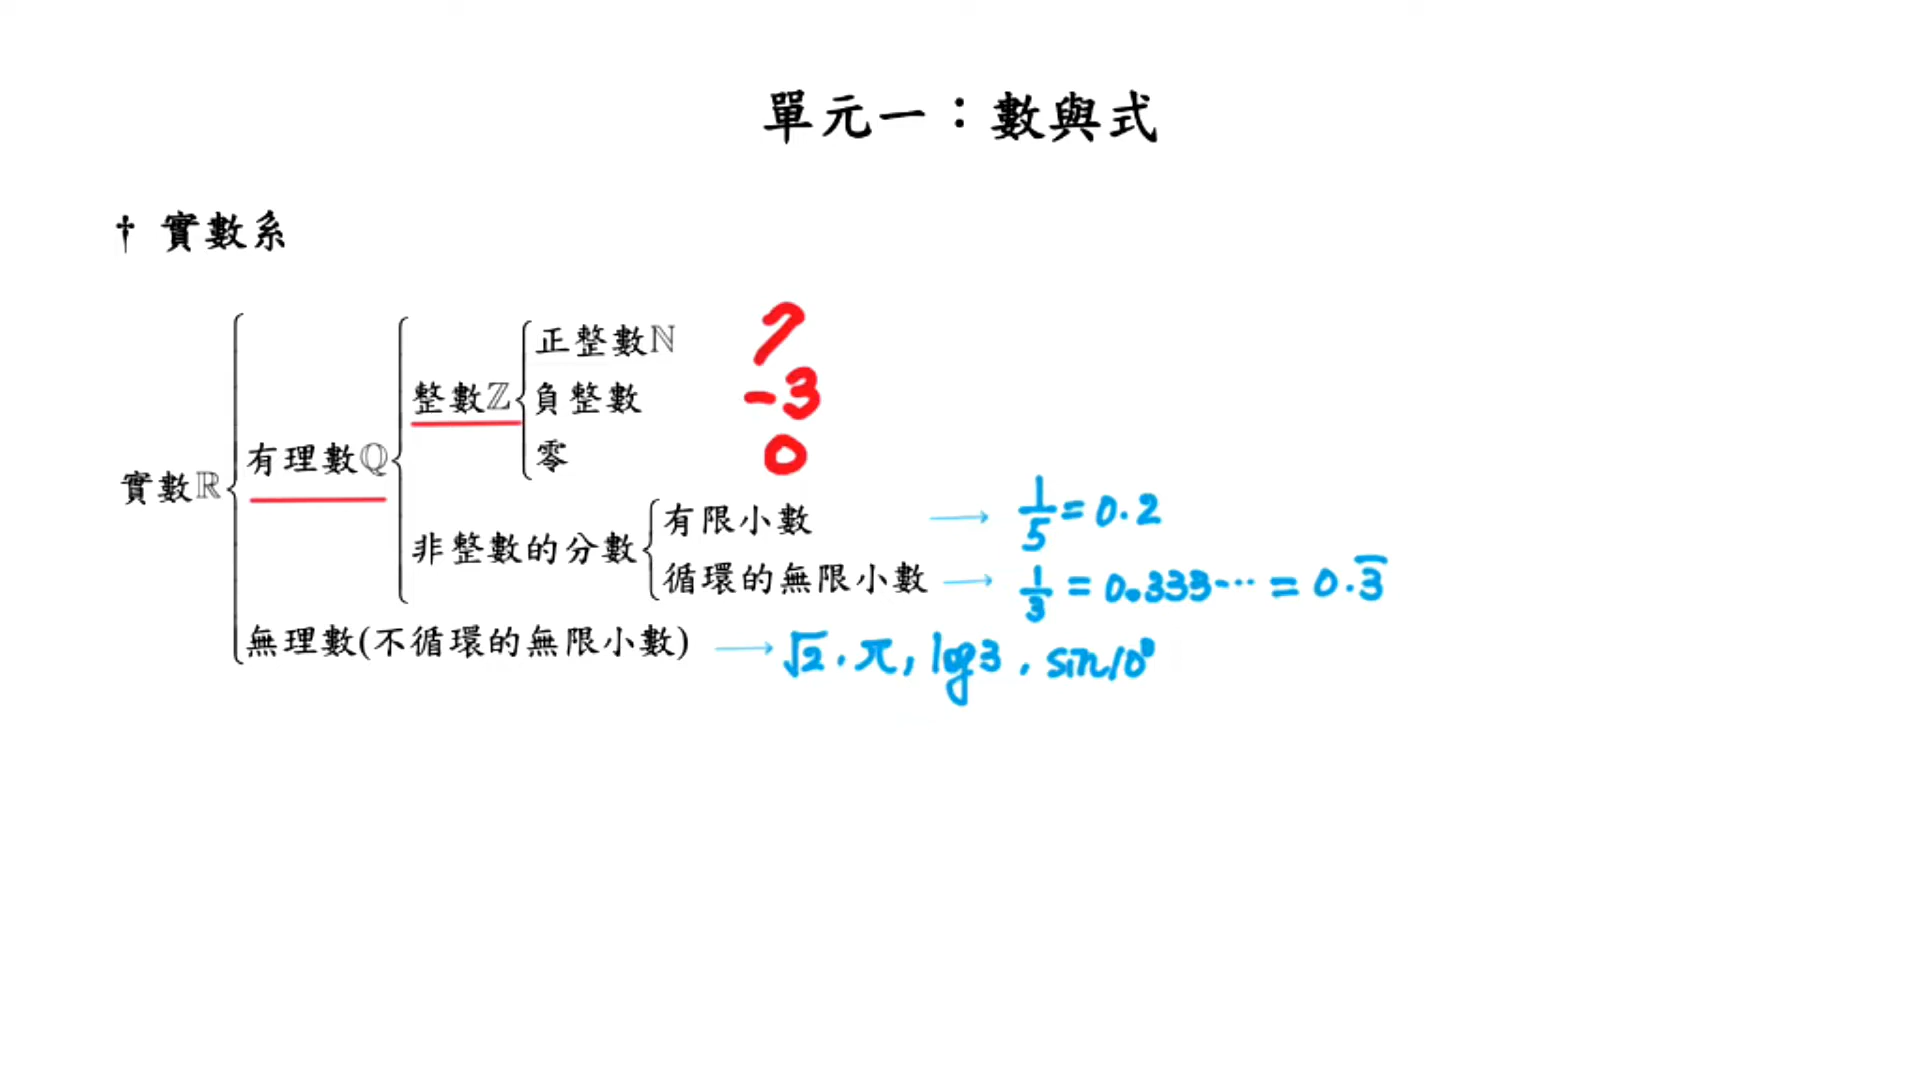 單元一：數與式
† 實數系
正整數ℕ 7
整數ℤ 負整數 -3
有理數ℚ 零 0
實數ℝ
有限小數 → 1/5 = 0.2
非整數的分數
循環的無限小數 → 1/3 = 0.333⋯ = 0.3̅
無理數(不循環的無限小數) → √2 , π , log3 , sin10°